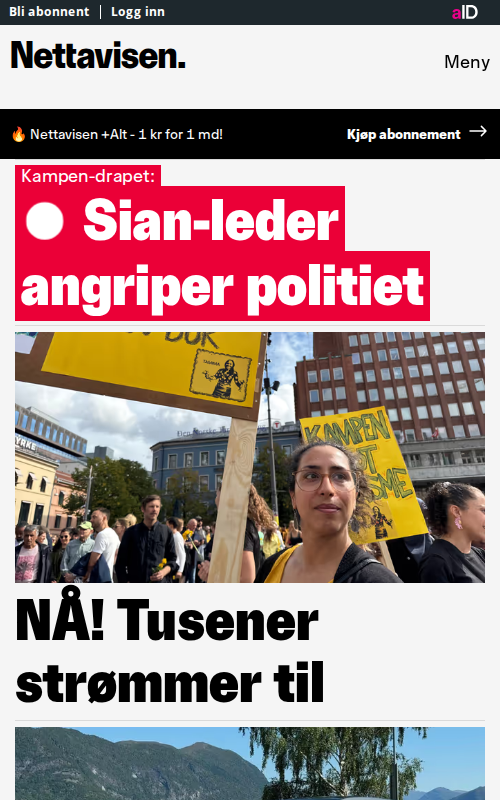 Bli abonnent | Logg inn
aID
Nettavisen.
Meny
🔥 Nettavisen +Alt - 1 kr for 1 md!
Kjøp abonnement →
Kampen-drapet:
Sian-leder
angriper politiet
KAMPEN
NÅ! Tusener
strømmer til